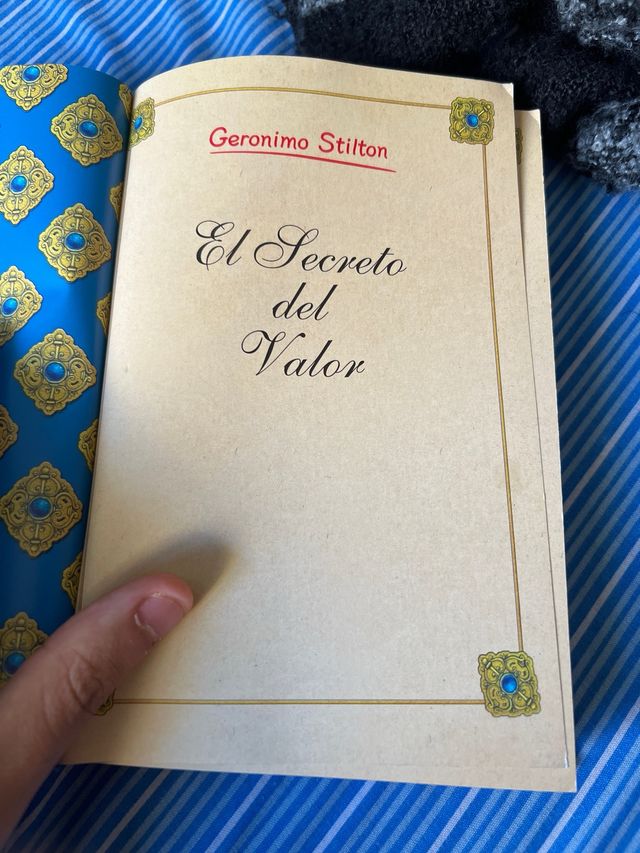 Geronimo Stilton
El Secreto
del
Valor